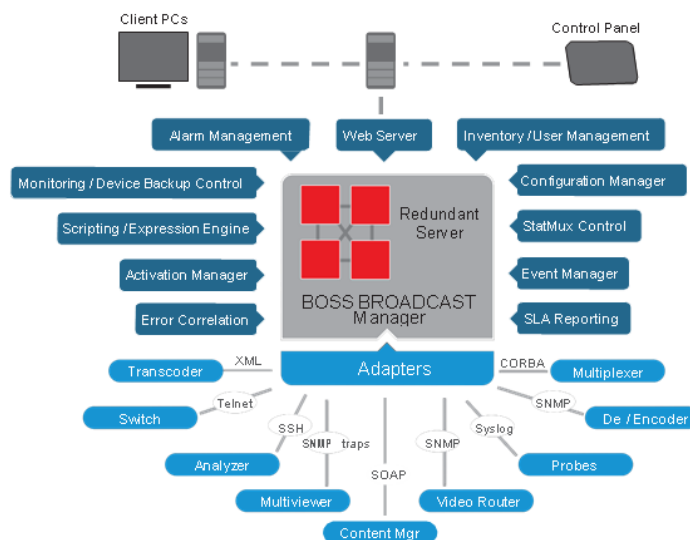 Client PCs
Control Panel
Alarm Management
Web Server
Inventory / User Management
Monitoring / Device Backup Control
Configuration Manager
Scripting / Expression Engine
Redundant
Server
StatMux Control
Activation Manager
Event Manager
BOSS BROADCAST
Manager
Error Correlation
SLA Reporting
XML
Adapters
CORBA
Transcoder
Multiplexer
Telnet
SNMP
Switch
De / Encoder
SSH
SNMP traps
SNMP
Syslog
Analyzer
SOAP
Probes
Multiviewer
Video Router
Content Mgr